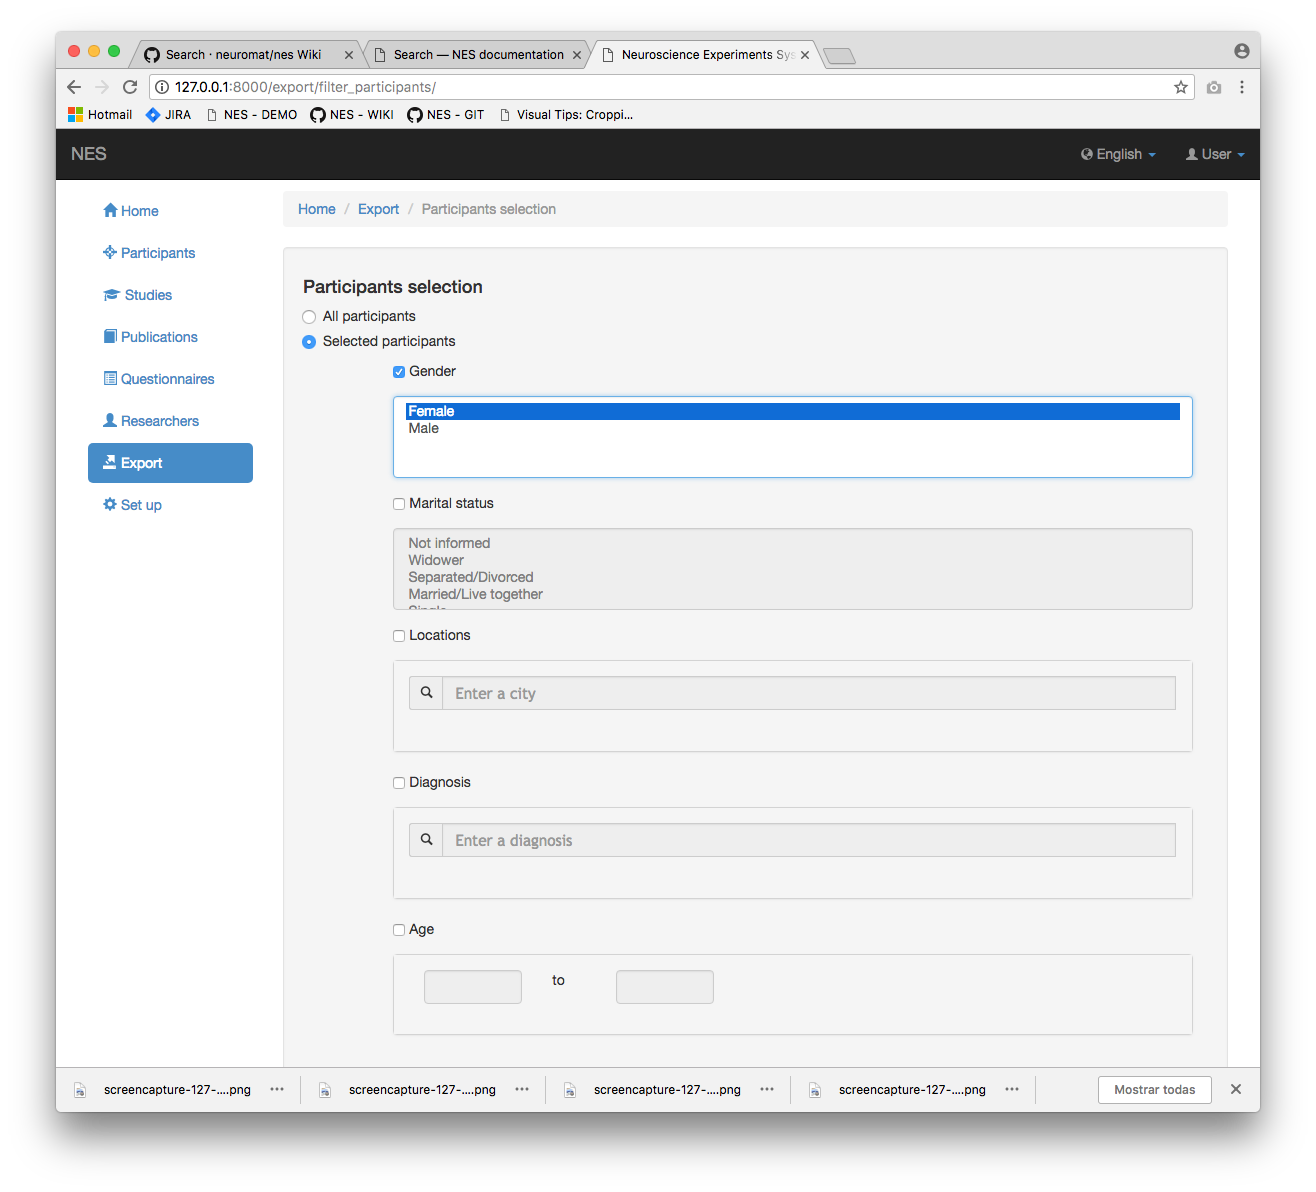 Search · neuromat/nes Wiki
Search — NES documentation
Neuroscience Experiments Sys
127.0.0.1:8000/export/filter_participants/
Hotmail JIRA NES - DEMO NES - WIKI NES - GIT Visual Tips: Croppi...
NES English User
Home
Participants
Studies
Publications
Questionnaires
Researchers
Export
Set up
Home / Export / Participants selection
Participants selection
All participants
Selected participants
Gender
Female
Male
Marital status
Not informed
Widower
Separated/Divorced
Married/Live together
Single
Locations
Enter a city
Diagnosis
Enter a diagnosis
Age
to
screencapture-127-....png screencapture-127-....png screencapture-127-....png screencapture-127-....png Mostrar todas